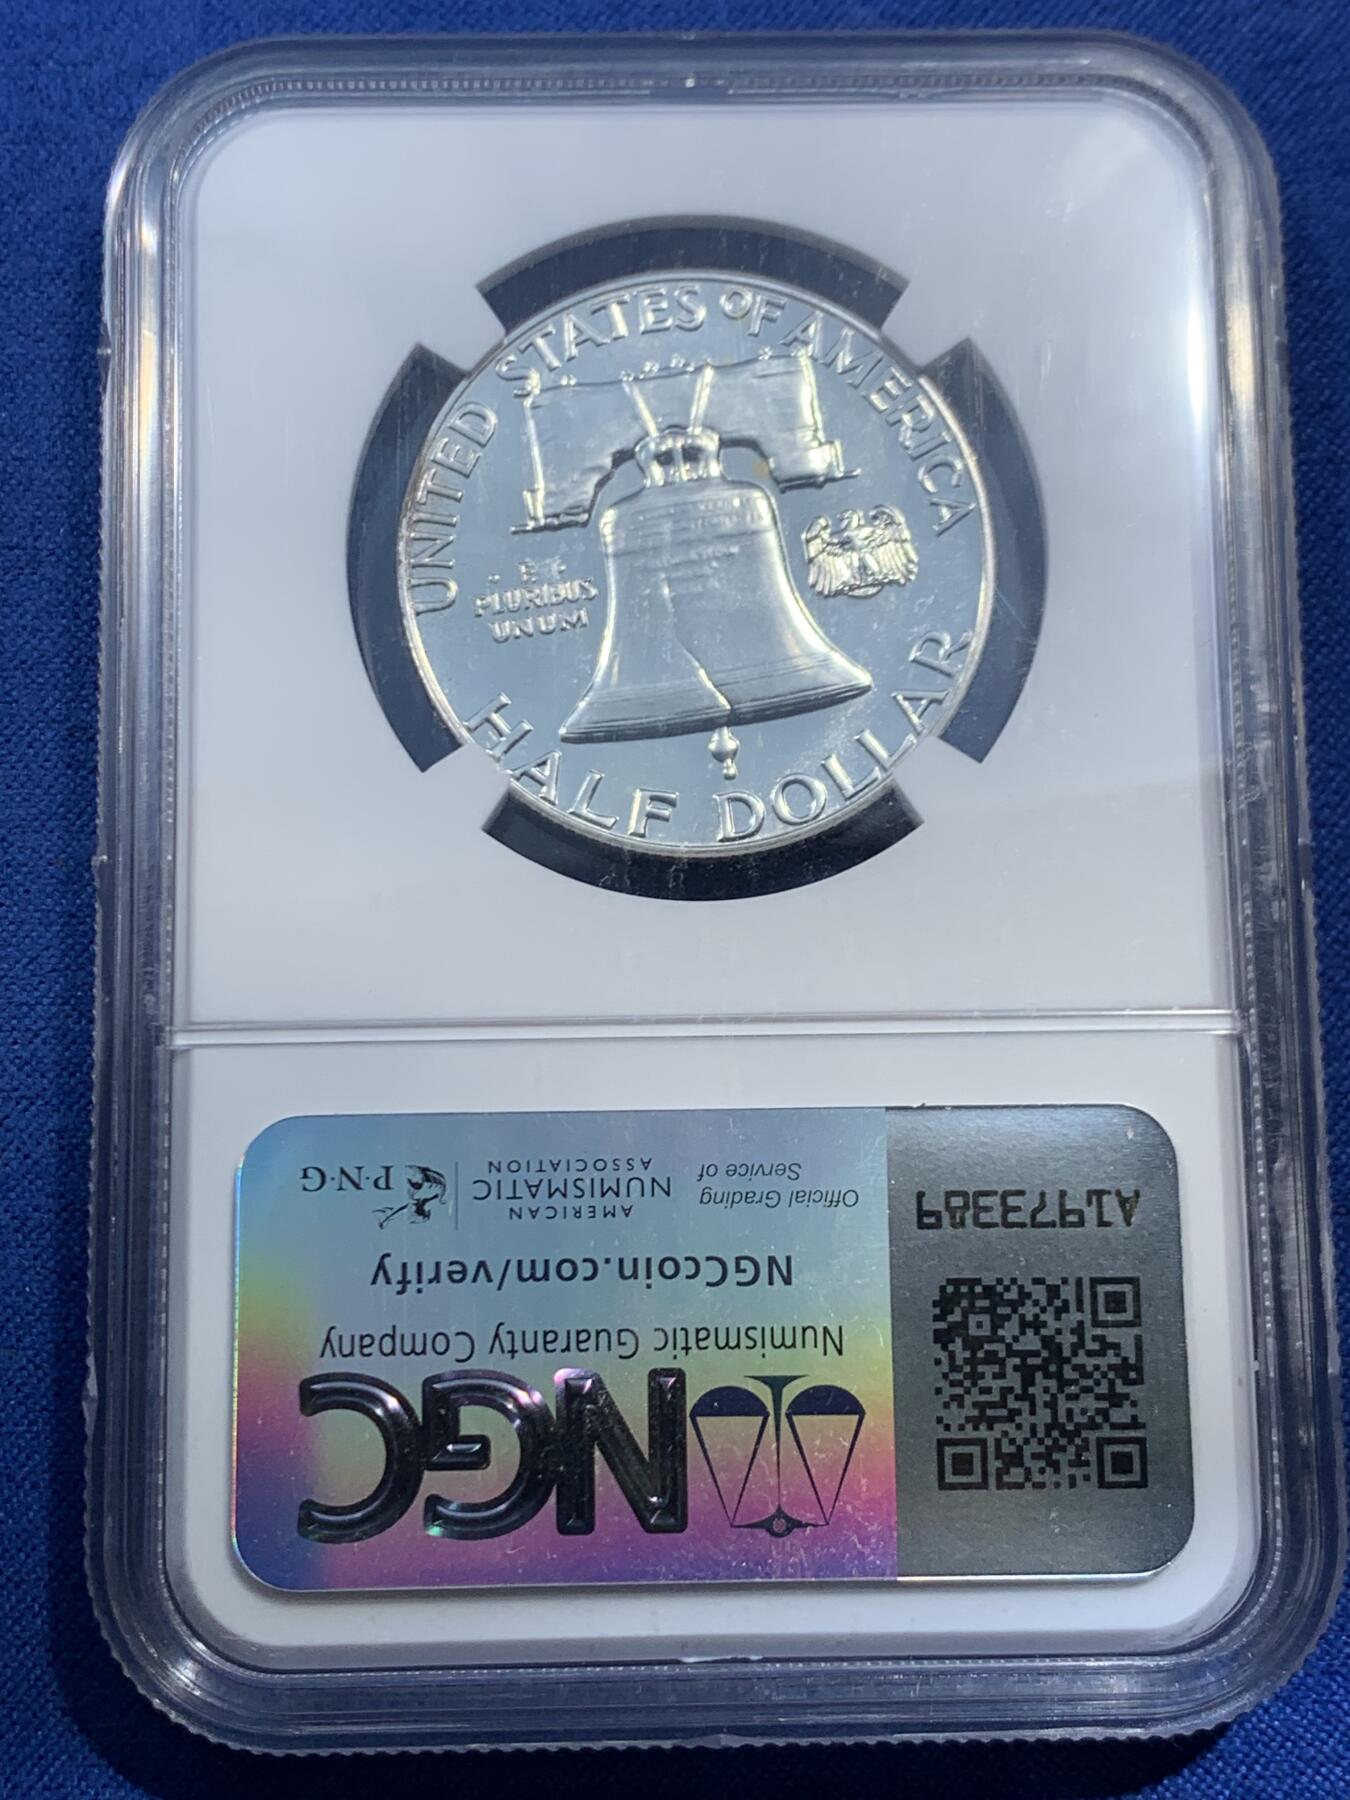 UNITED STATES OF AMERICA
E
PLURIBUS
UNUM
HALF DOLLAR
NGC
Numismatic Guaranty Company
NGCcoin.com/verify
Official Grading
Service of
AMERICAN
NUMISMATIC
ASSOCIATION
P·N·G
A1973389